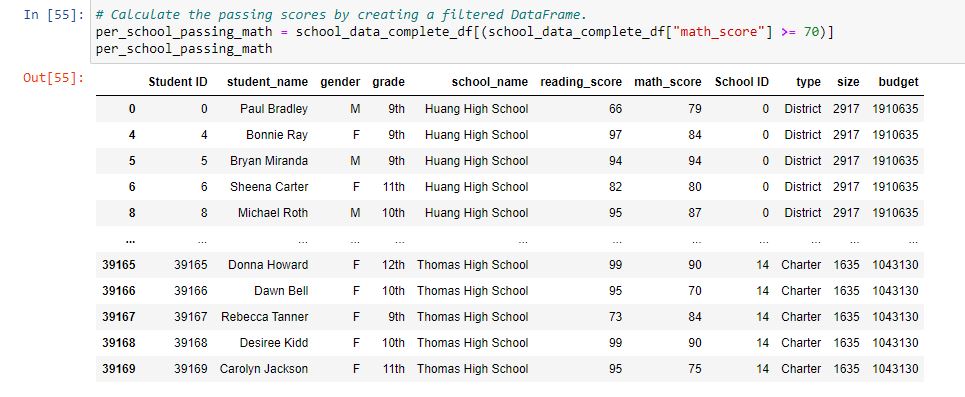 In [55]: # Calculate the passing scores by creating a filtered DataFrame.
per_school_passing_math = school_data_complete_df[(school_data_complete_df["math_score"] >= 70)]
per_school_passing_math
Out[55]:
Student ID student_name gender grade school_name reading_score math_score School ID type size budget
0 0 Paul Bradley M 9th Huang High School 66 79 0 District 2917 1910635
4 4 Bonnie Ray F 9th Huang High School 97 84 0 District 2917 1910635
5 5 Bryan Miranda M 9th Huang High School 94 94 0 District 2917 1910635
6 6 Sheena Carter F 11th Huang High School 82 80 0 District 2917 1910635
8 8 Michael Roth M 10th Huang High School 95 87 0 District 2917 1910635
... ... ... ... ... ... ... ... ... ... ... ...
39165 39165 Donna Howard F 12th Thomas High School 99 90 14 Charter 1635 1043130
39166 39166 Dawn Bell F 10th Thomas High School 95 70 14 Charter 1635 1043130
39167 39167 Rebecca Tanner F 9th Thomas High School 73 84 14 Charter 1635 1043130
39168 39168 Desiree Kidd F 10th Thomas High School 99 90 14 Charter 1635 1043130
39169 39169 Carolyn Jackson F 11th Thomas High School 95 75 14 Charter 1635 1043130